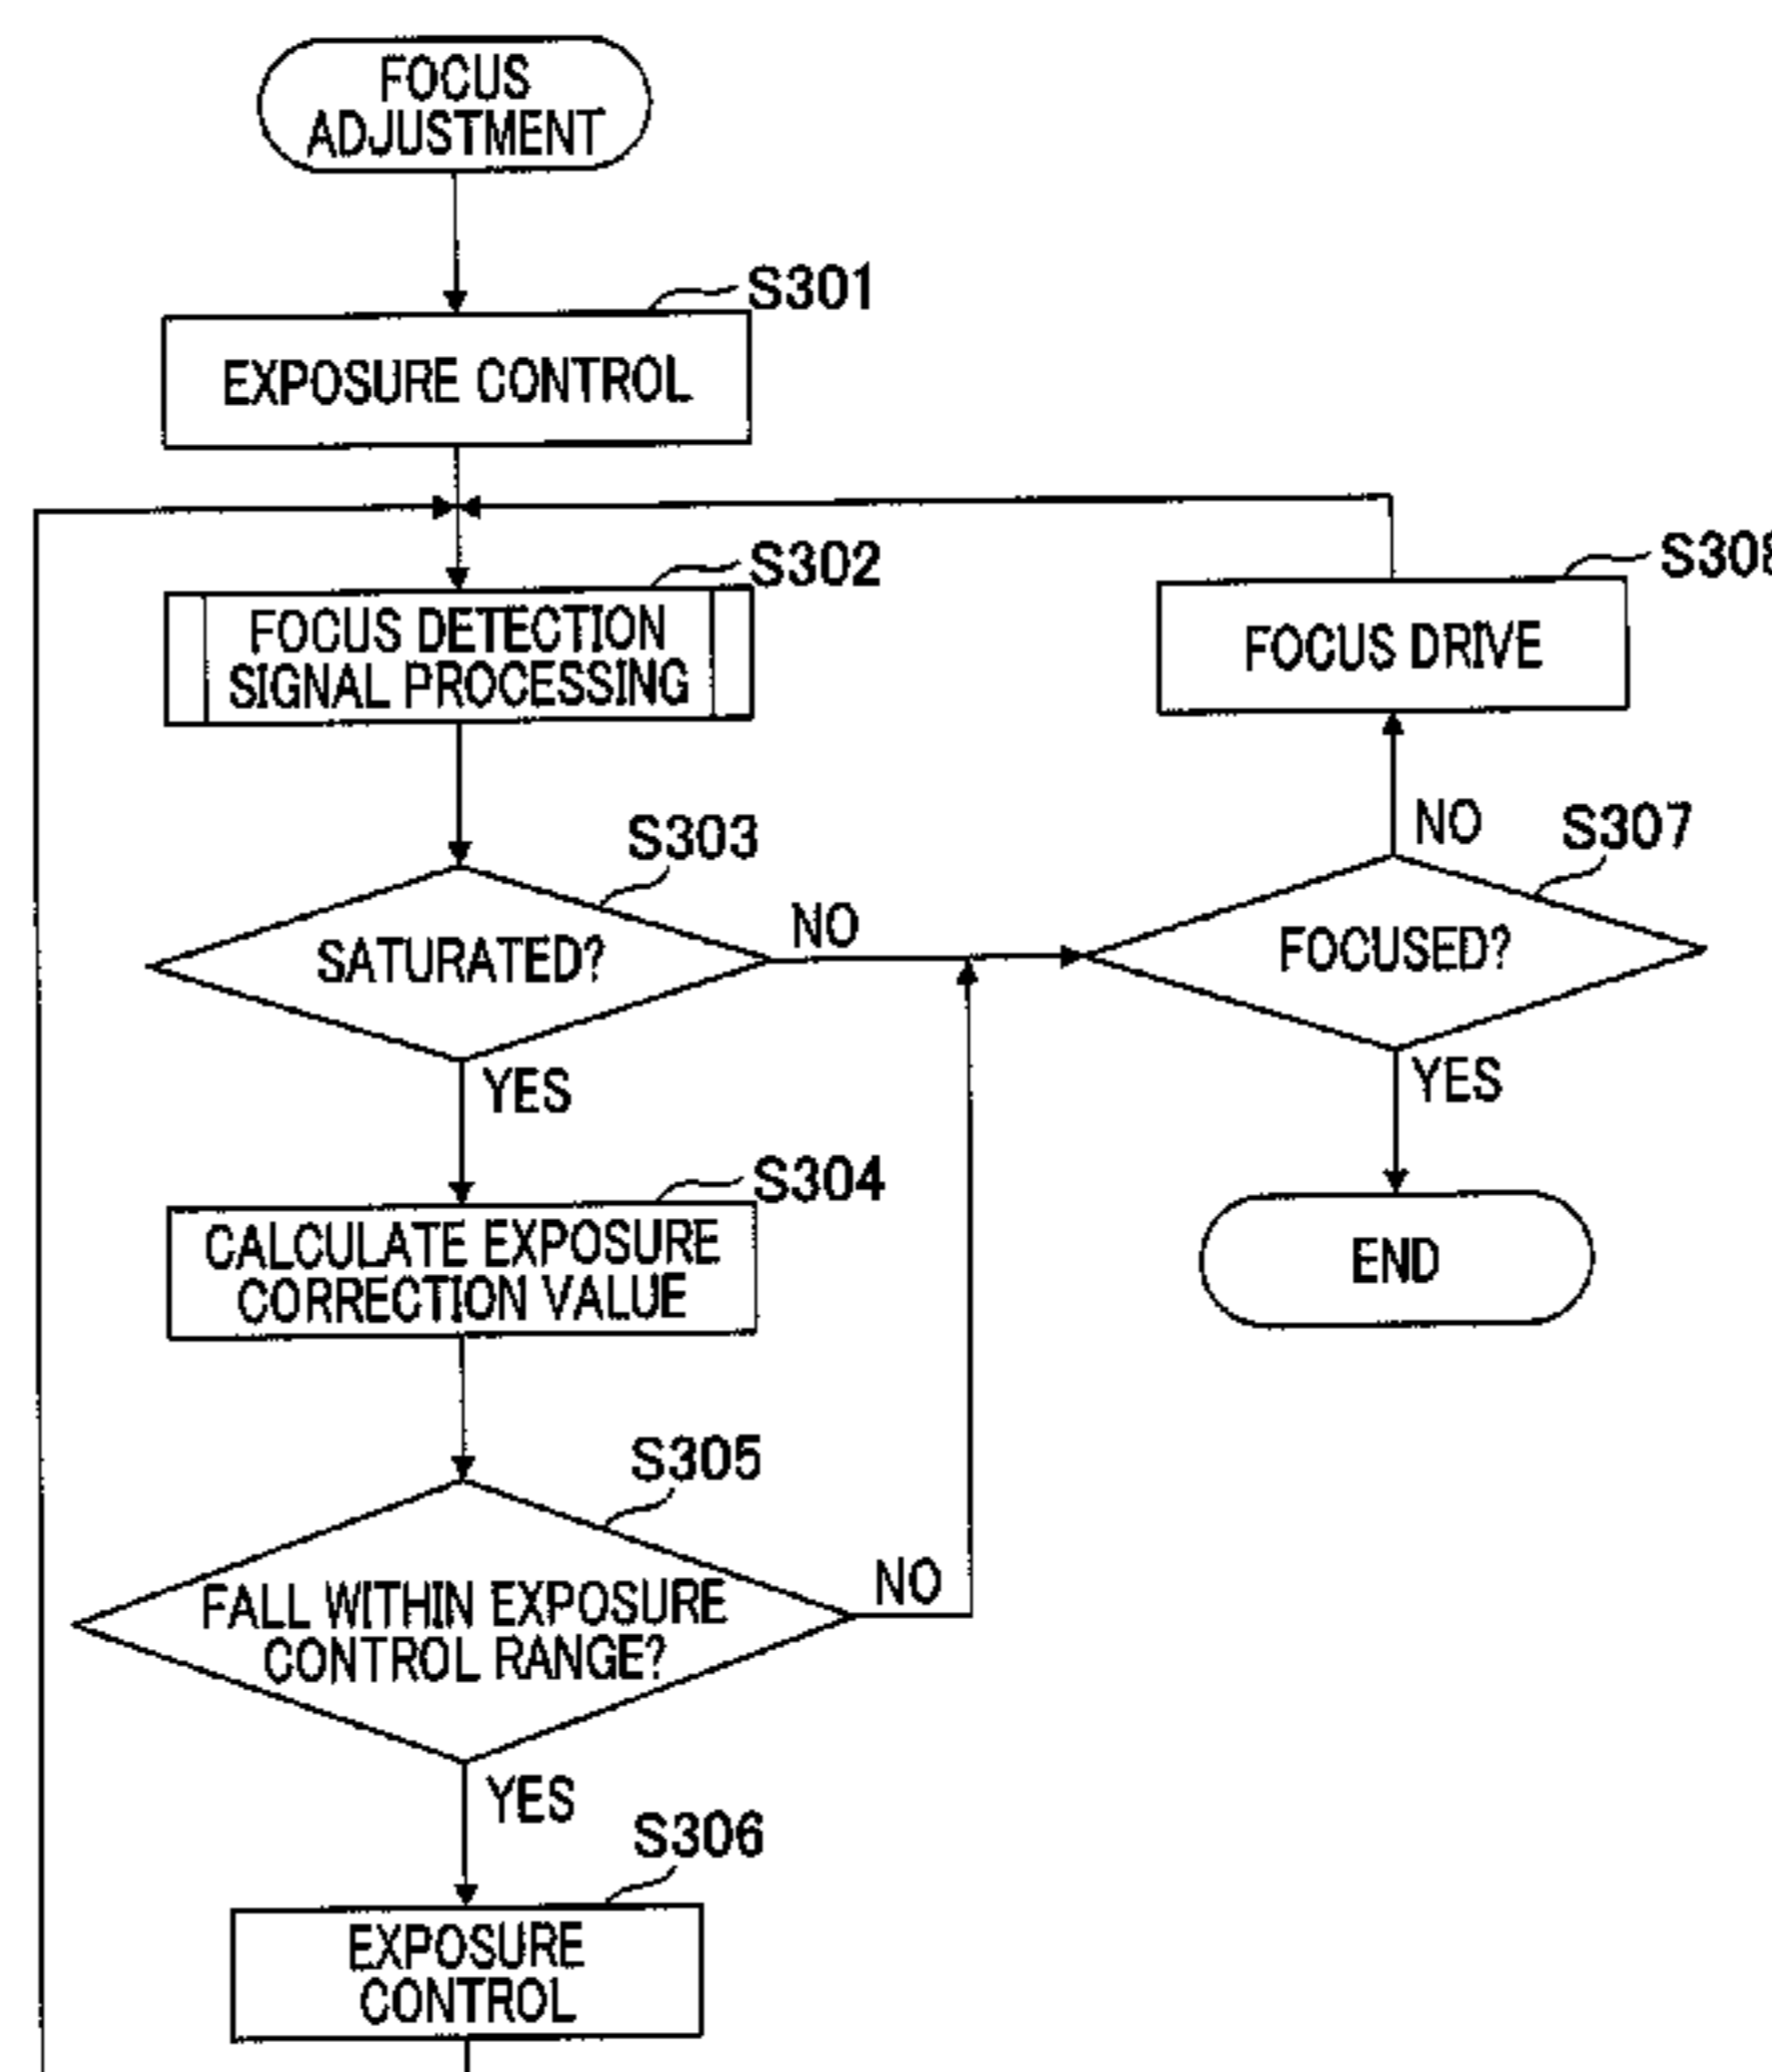 FOCUS
ADJUSTMENT
S301
EXPOSURE CONTROL
S302
FOCUS DETECTION
SIGNAL PROCESSING
S308
FOCUS DRIVE
S303
SATURATED?
NO
YES
NO
S307
FOCUSED?
YES
END
S304
CALCULATE EXPOSURE
CORRECTION VALUE
S305
FALL WITHIN EXPOSURE
CONTROL RANGE?
NO
YES
S306
EXPOSURE
CONTROL